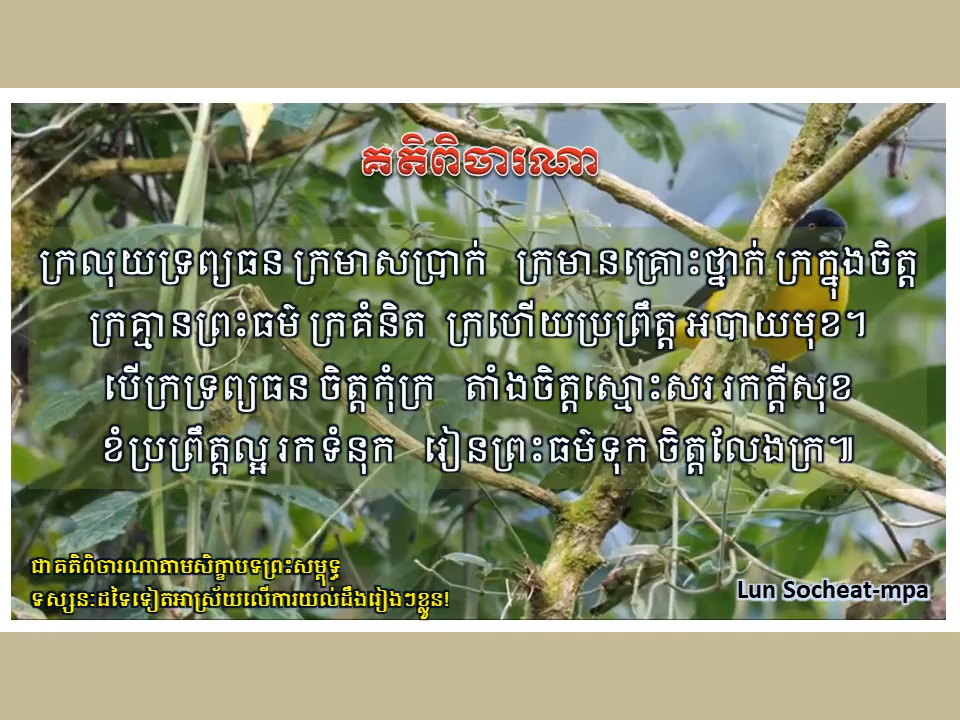 គតិពិចារណា
ក្រលុយទ្រព្យធន ក្រមាសប្រាក់ ក្រមានគ្រោះថ្នាក់ ក្រក្នុងចិត្ត
ក្រគ្មានព្រះធម៌ ក្រគំនិត ក្រហើយប្រព្រឹត្ត អបាយមុខ។
បើក្រទ្រព្យធន ចិត្តកុំក្រ តាំងចិត្តស្មោះសរ រកក្ដីសុខ
ខំប្រព្រឹត្តល្អ រកទំនុក រៀនព្រះធម៌ទុក ចិត្តលែងក្រ៕
ជាគតិពិចារណាតាមសិក្ខាបទព្រះសម្ពុទ្ធ
ទស្សនៈដទៃទៀតអាស្រ័យលើការយល់ដឹងរៀងៗខ្លួន!
Lun Socheat-mpa